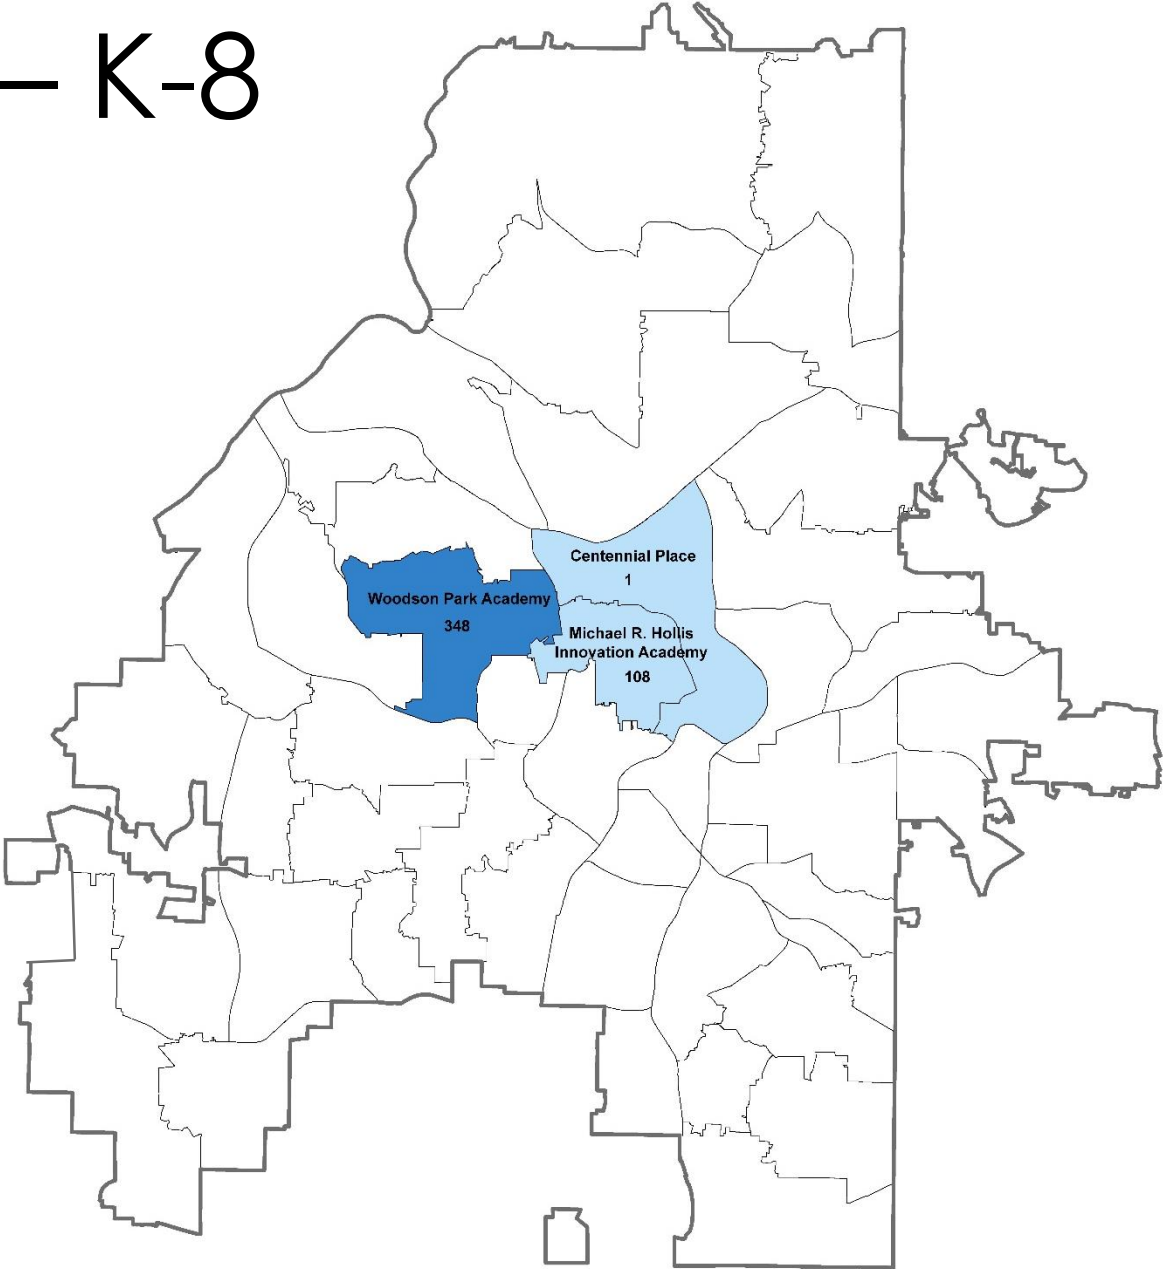 – K-8
Centennial Place
1
Woodson Park Academy
348
Michael R. Hollis
Innovation Academy
108